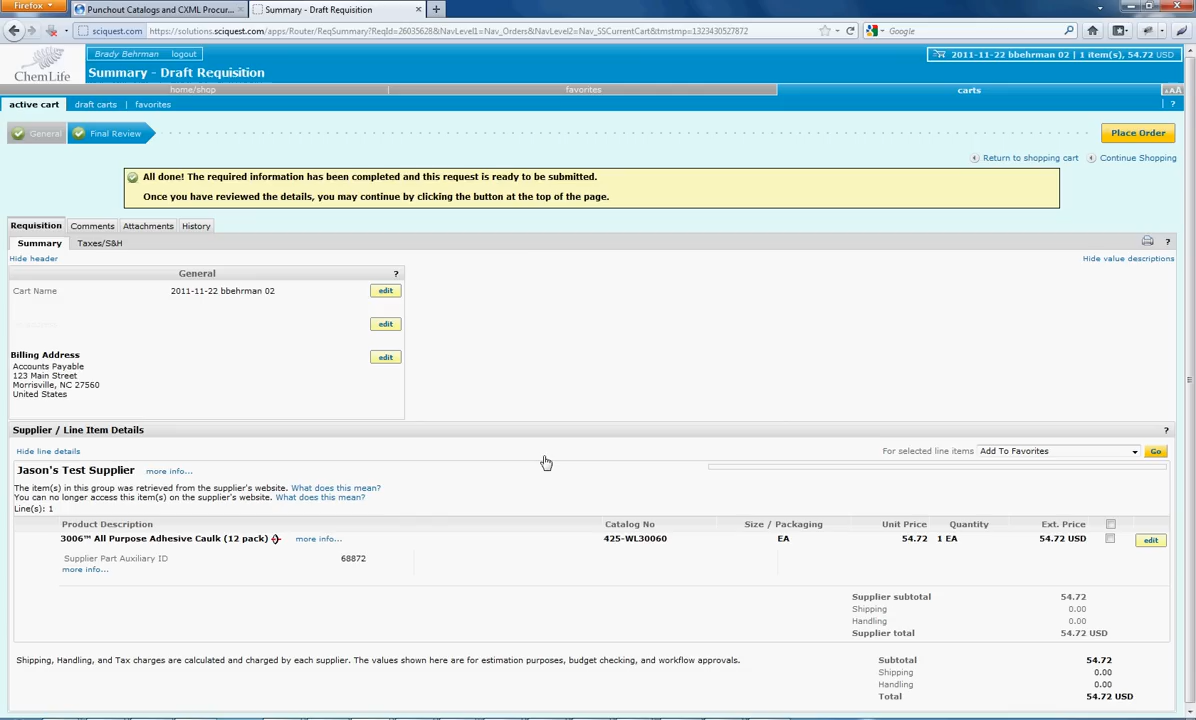 Firefox
Punchout Catalogs and CXML Procur...
Summary - Draft Requisition
sciquest.com https://solutions.sciquest.com/apps/Router/ReqSummary?ReqId=26035628&NavLevel1=Nav_Orders&NavLevel2=Nav_SSCurrentCart&tmstmp=1323430527872
Google
ChemLife
Brady Behrman logout
2011-11-22 bbehrman 02 | 1 item(s), 54.72 USD
Summary - Draft Requisition
home/shop favorites carts
active cart draft carts favorites ?
General Final Review
Place Order
Return to shopping cart Continue Shopping
All done! The required information has been completed and this request is ready to be submitted.
Once you have reviewed the details, you may continue by clicking the button at the top of the page.
Requisition Comments Attachments History
Summary Taxes/S&H ?
Hide header Hide value descriptions
General ?
Cart Name 2011-11-22 bbehrman 02 edit
edit
Billing Address edit
Accounts Payable
123 Main Street
Morrisville, NC 27560
United States
Supplier / Line Item Details ?
Hide line details For selected line items Add To Favorites Go
Jason's Test Supplier more info...
The item(s) in this group was retrieved from the supplier's website. What does this mean?
You can no longer access this item(s) on the supplier's website. What does this mean?
Line(s): 1
Product Description Catalog No Size / Packaging Unit Price Quantity Ext. Price
3006™ All Purpose Adhesive Caulk (12 pack) more info... 425-WL30060 EA 54.72 1 EA 54.72 USD edit
Supplier Part Auxiliary ID 68872
more info...
Supplier subtotal 54.72
Shipping 0.00
Handling 0.00
Supplier total 54.72 USD
Shipping, Handling, and Tax charges are calculated and charged by each supplier. The values shown here are for estimation purposes, budget checking, and workflow approvals.
Subtotal 54.72
Shipping 0.00
Handling 0.00
Total 54.72 USD